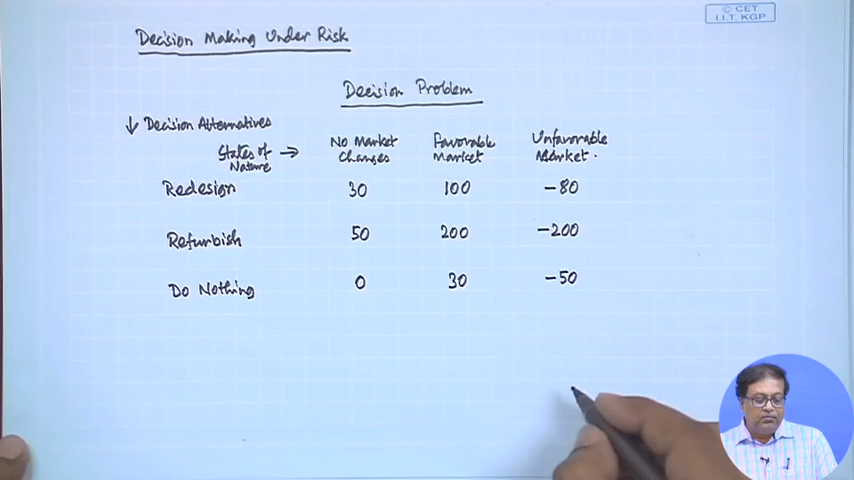 © CET
I.I.T. KGP
Decision Making Under Risk
Decision Problem
↓ Decision Alternatives
States of Nature →
No Market Changes
Favorable Market
Unfavorable Market.
Redesign 30 100 -80
Refurbish 50 200 -200
Do Nothing 0 30 -50